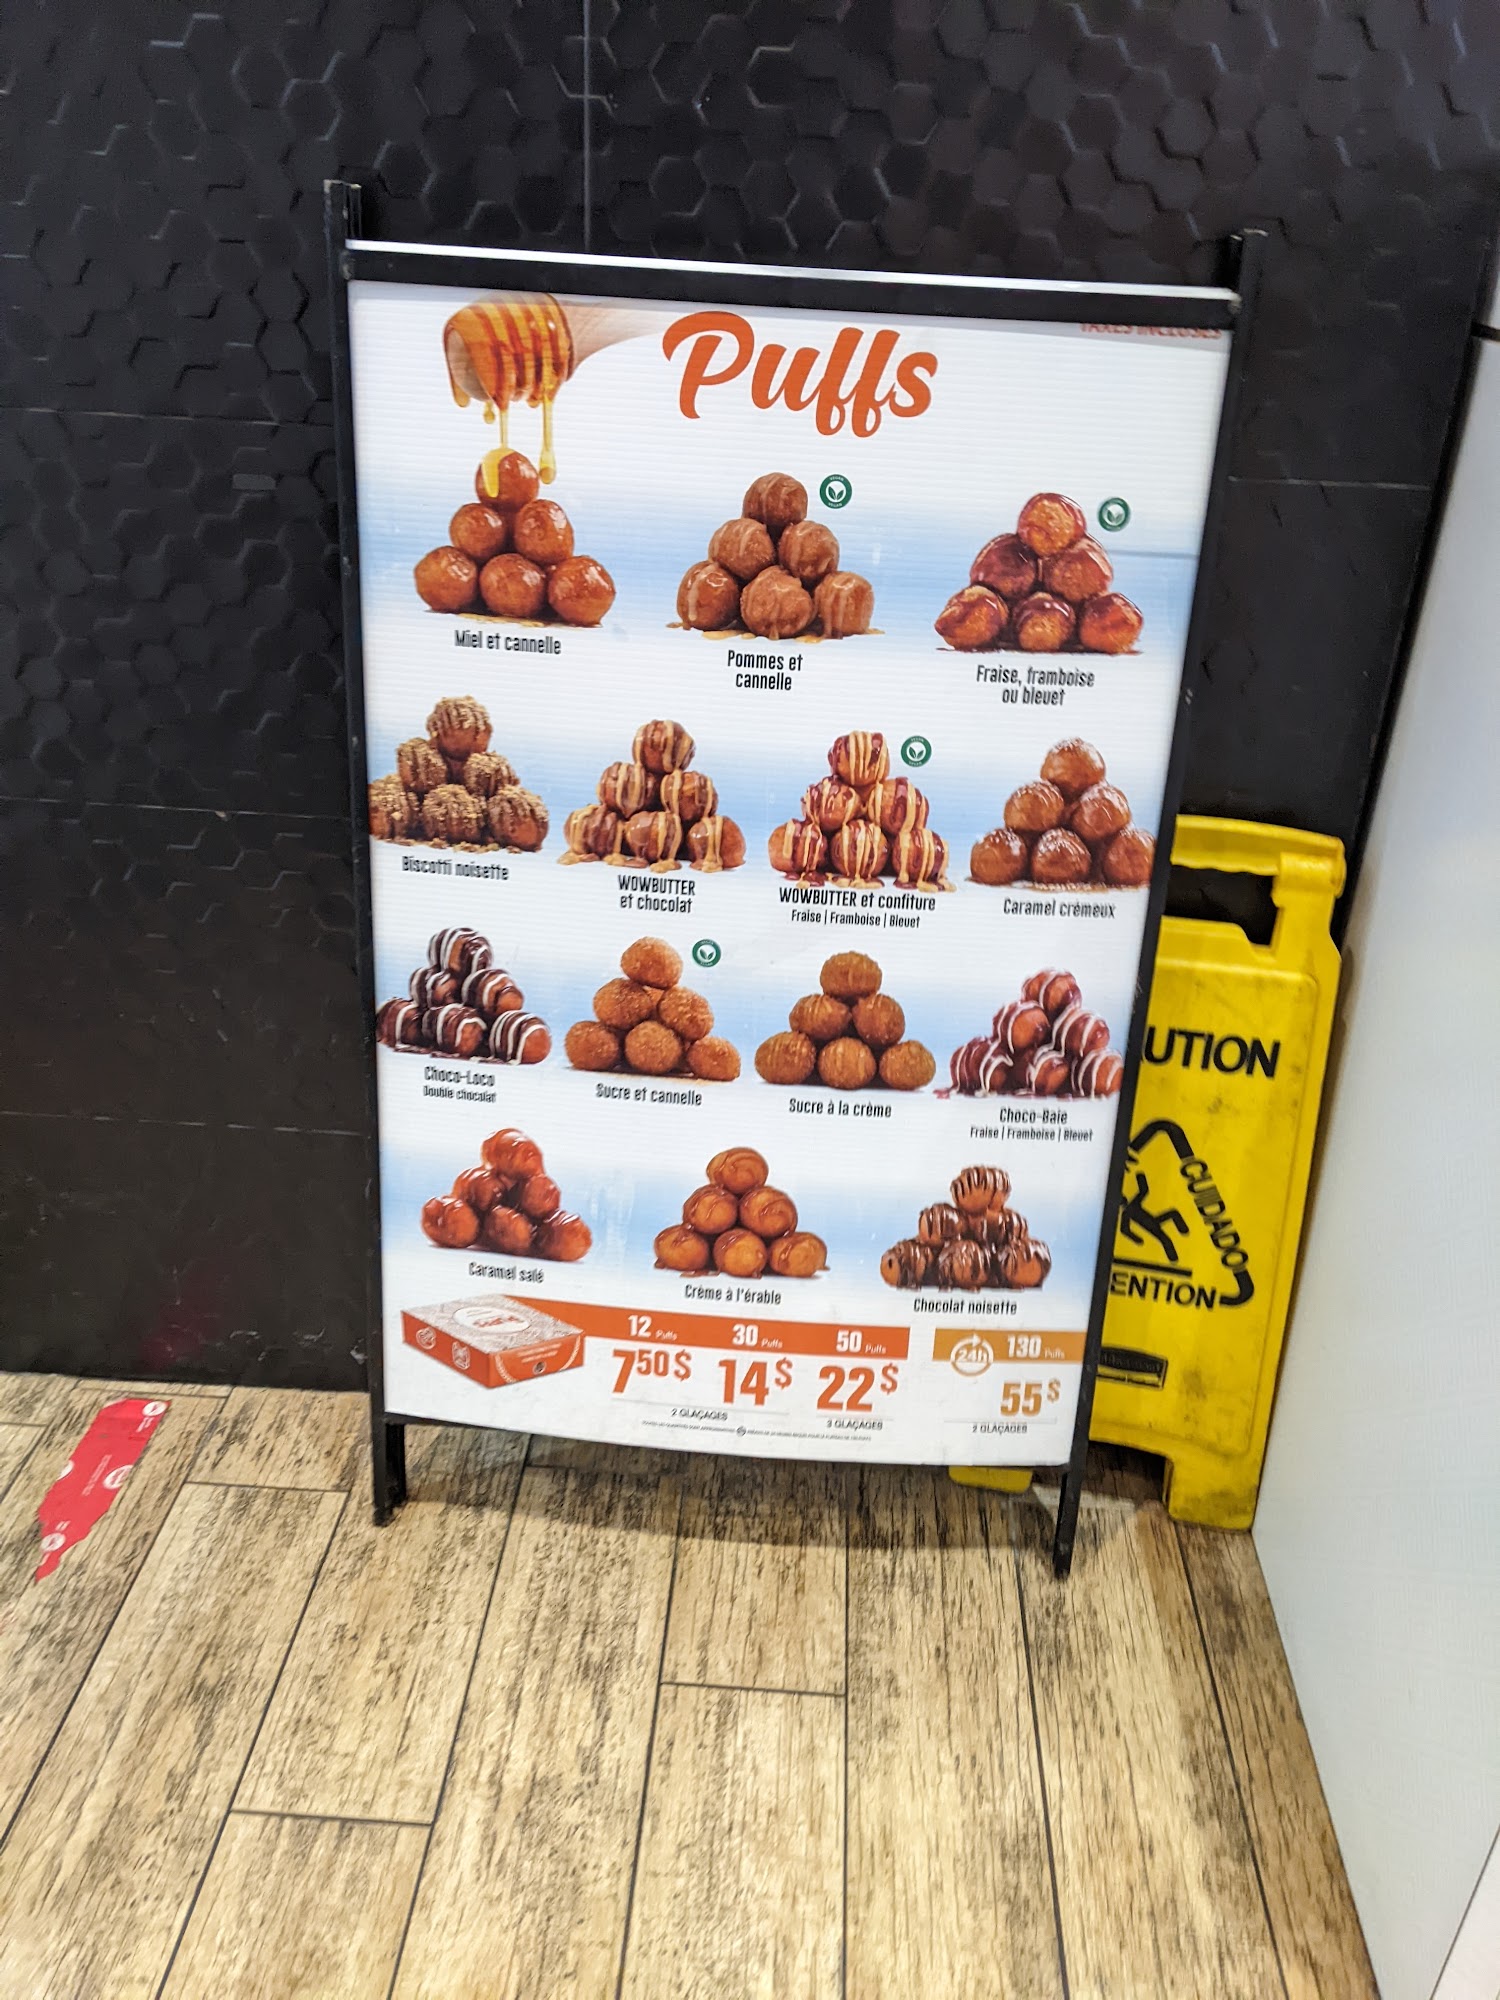 TAXES INCLUSES
Puffs
Miel et cannelle
Pommes et
cannelle
Fraise, framboise
ou bleuet
Biscotti noisette
WOWBUTTER
et chocolat
WOWBUTTER et confiture
Fraise | Framboise | Bleuet
Caramel crémeux
Choco-Loco
Double chocolat
Sucre et cannelle
Sucre à la crème
Choco-Baie
Fraise | Framboise | Bleuet
Caramel salé
Crème à l'érable
Chocolat noisette
12 Puffs
750$
30 Puffs
14$
2 GLAÇAGES
50 Puffs
22$
3 GLAÇAGES
24h
130 Puffs
55$
2 GLAÇAGES
UTION
CUIDADO
ENTION